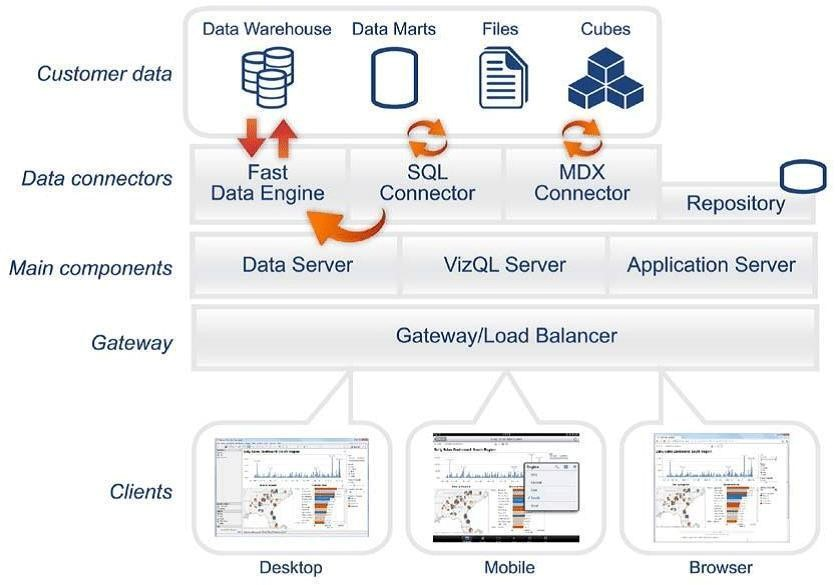 Data Warehouse
Data Marts
Files
Cubes
Customer data
Data connectors
Fast
Data Engine
SQL
Connector
MDX
Connector
Repository
Main components
Data Server
VizQL Server
Application Server
Gateway
Gateway/Load Balancer
Clients
Desktop
Mobile
Browser